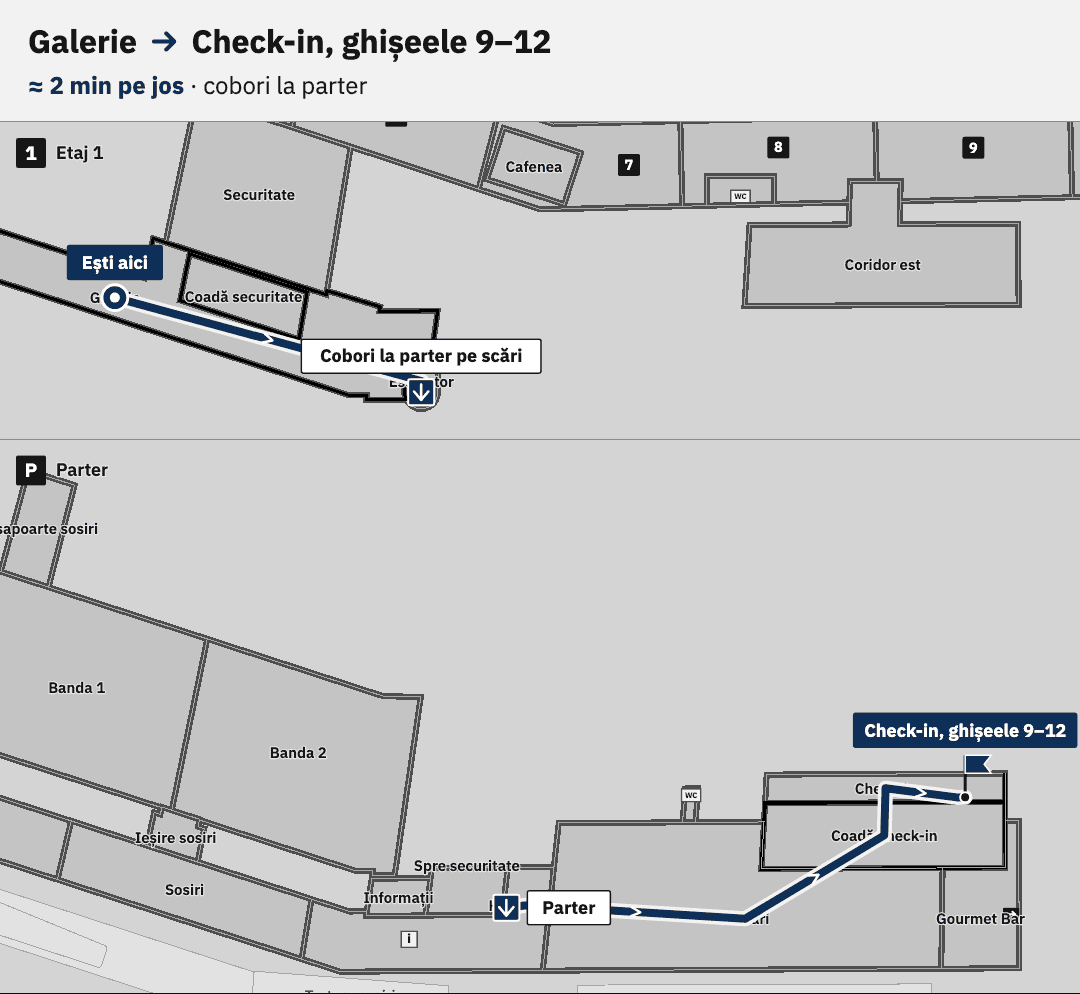 Galerie → Check-in, ghișeele 9–12
≈ 2 min pe jos · cobori la parter
1 Etaj 1
Securitate
Cafenea
7
8
9
WC
Coridor est
Ești aici
Coadă securitate
Cobori la parter pe scări
P Parter
Banda 1
Banda 2
Check-in, ghișeele 9–12
WC
Ieșire sosiri
Spre securitate
Sosiri
Informații
Parter
i
Gourmet Bar